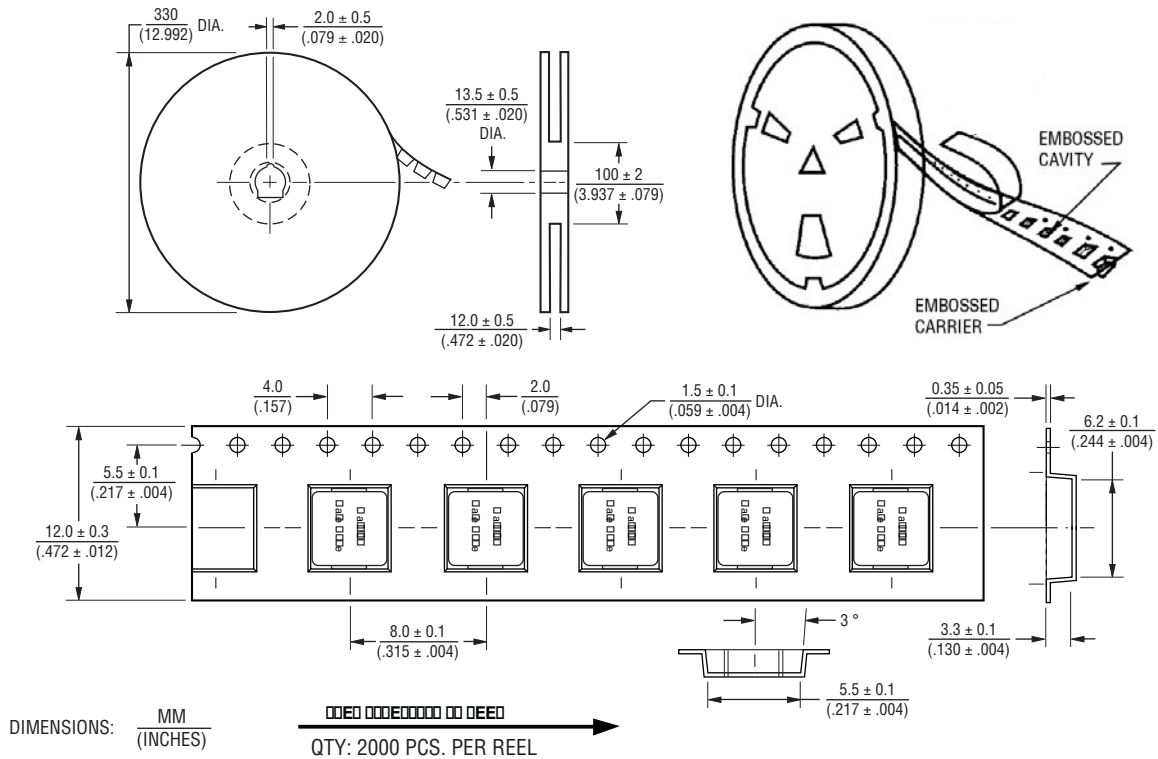 330
(12.992)
DIA.
2.0 ± 0.5
(.079 ± .020)
13.5 ± 0.5
(.531 ± .020)
DIA.
100 ± 2
(3.937 ± .079)
12.0 ± 0.5
(.472 ± .020)
EMBOSSED
CAVITY
EMBOSSED
CARRIER
4.0
(.157)
2.0
(.079)
1.5 ± 0.1
(.059 ± .004)
DIA.
0.35 ± 0.05
(.014 ± .002)
6.2 ± 0.1
(.244 ± .004)
5.5 ± 0.1
(.217 ± .004)
12.0 ± 0.3
(.472 ± .012)
8.0 ± 0.1
(.315 ± .004)
3 °
3.3 ± 0.1
(.130 ± .004)
5.5 ± 0.1
(.217 ± .004)
DIMENSIONS:
MM
(INCHES)
QTY: 2000 PCS. PER REEL